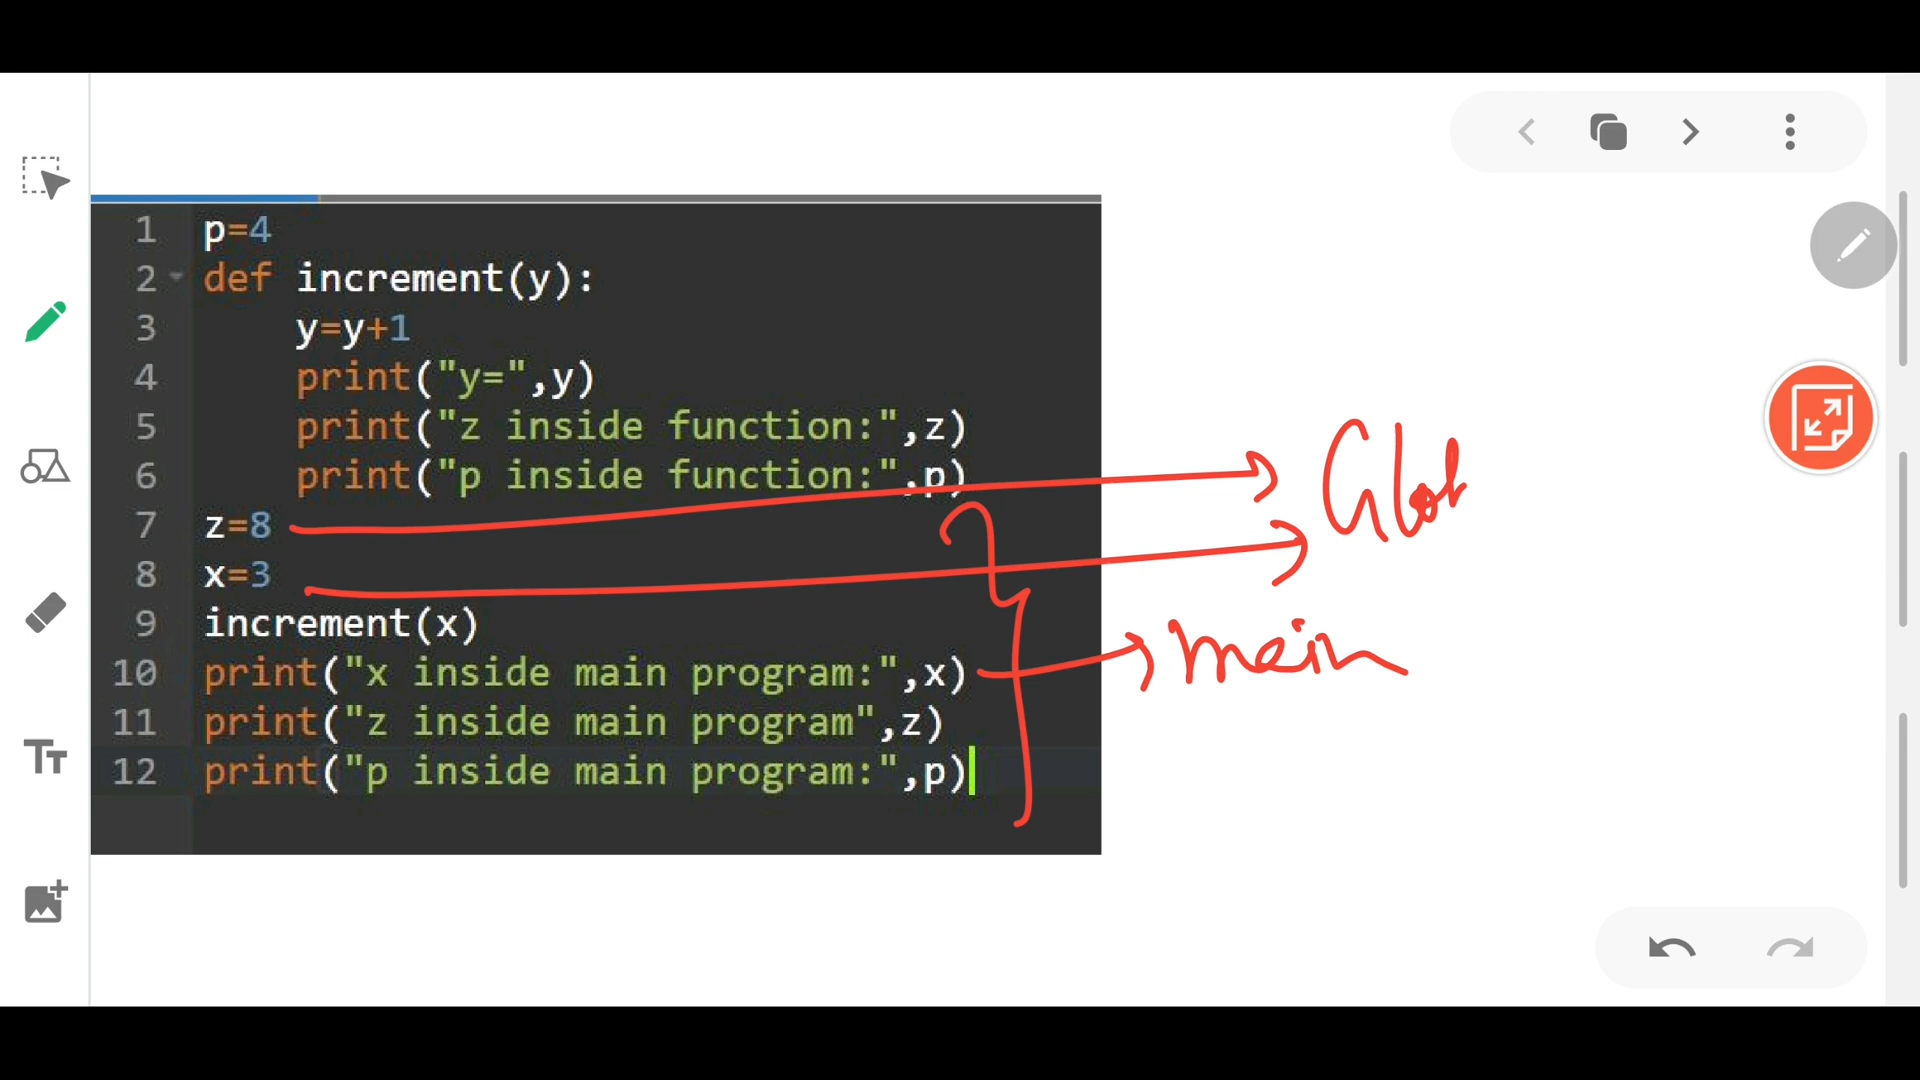 1 p=4
2 def increment(y):
3 y=y+1
4 print("y=",y)
5 print("z inside function:",z)
6 print("p inside function:",p)
7 z=8
8 x=3
9 increment(x)
10 print("x inside main program:",x)
11 print("z inside main program",z)
12 print("p inside main program:",p)
main
Tт